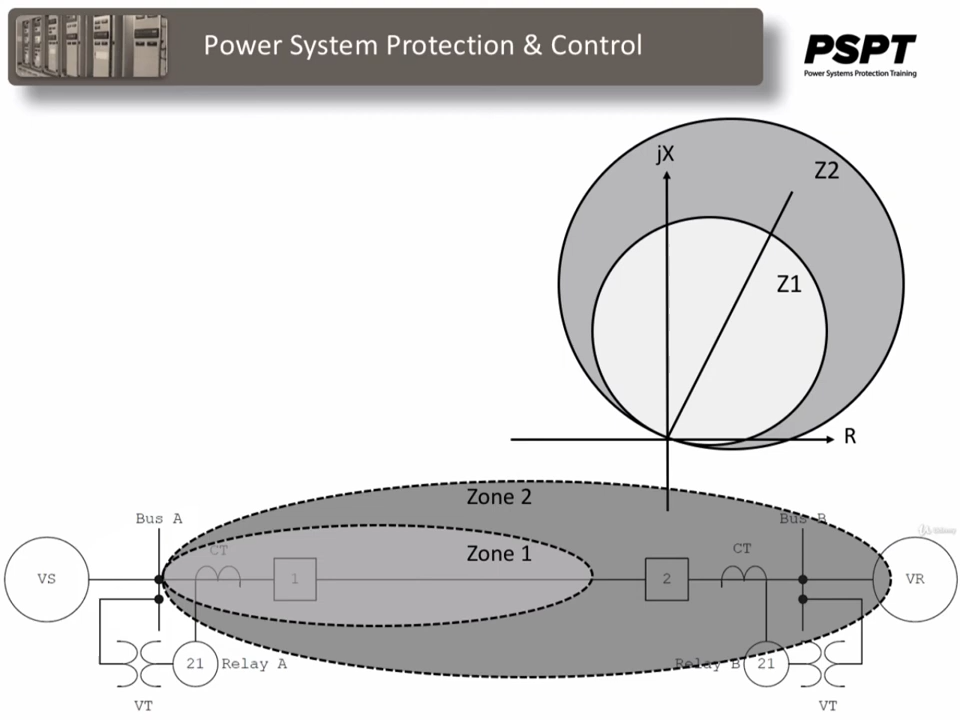 Power System Protection & Control
PSPT
Power Systems Protection Training
jX
Z2
Z1
R
Zone 2
Bus A
Bus B
Zone 1
CT
CT
VS
1
2
VR
21
Relay A
Relay B
21
VT
VT